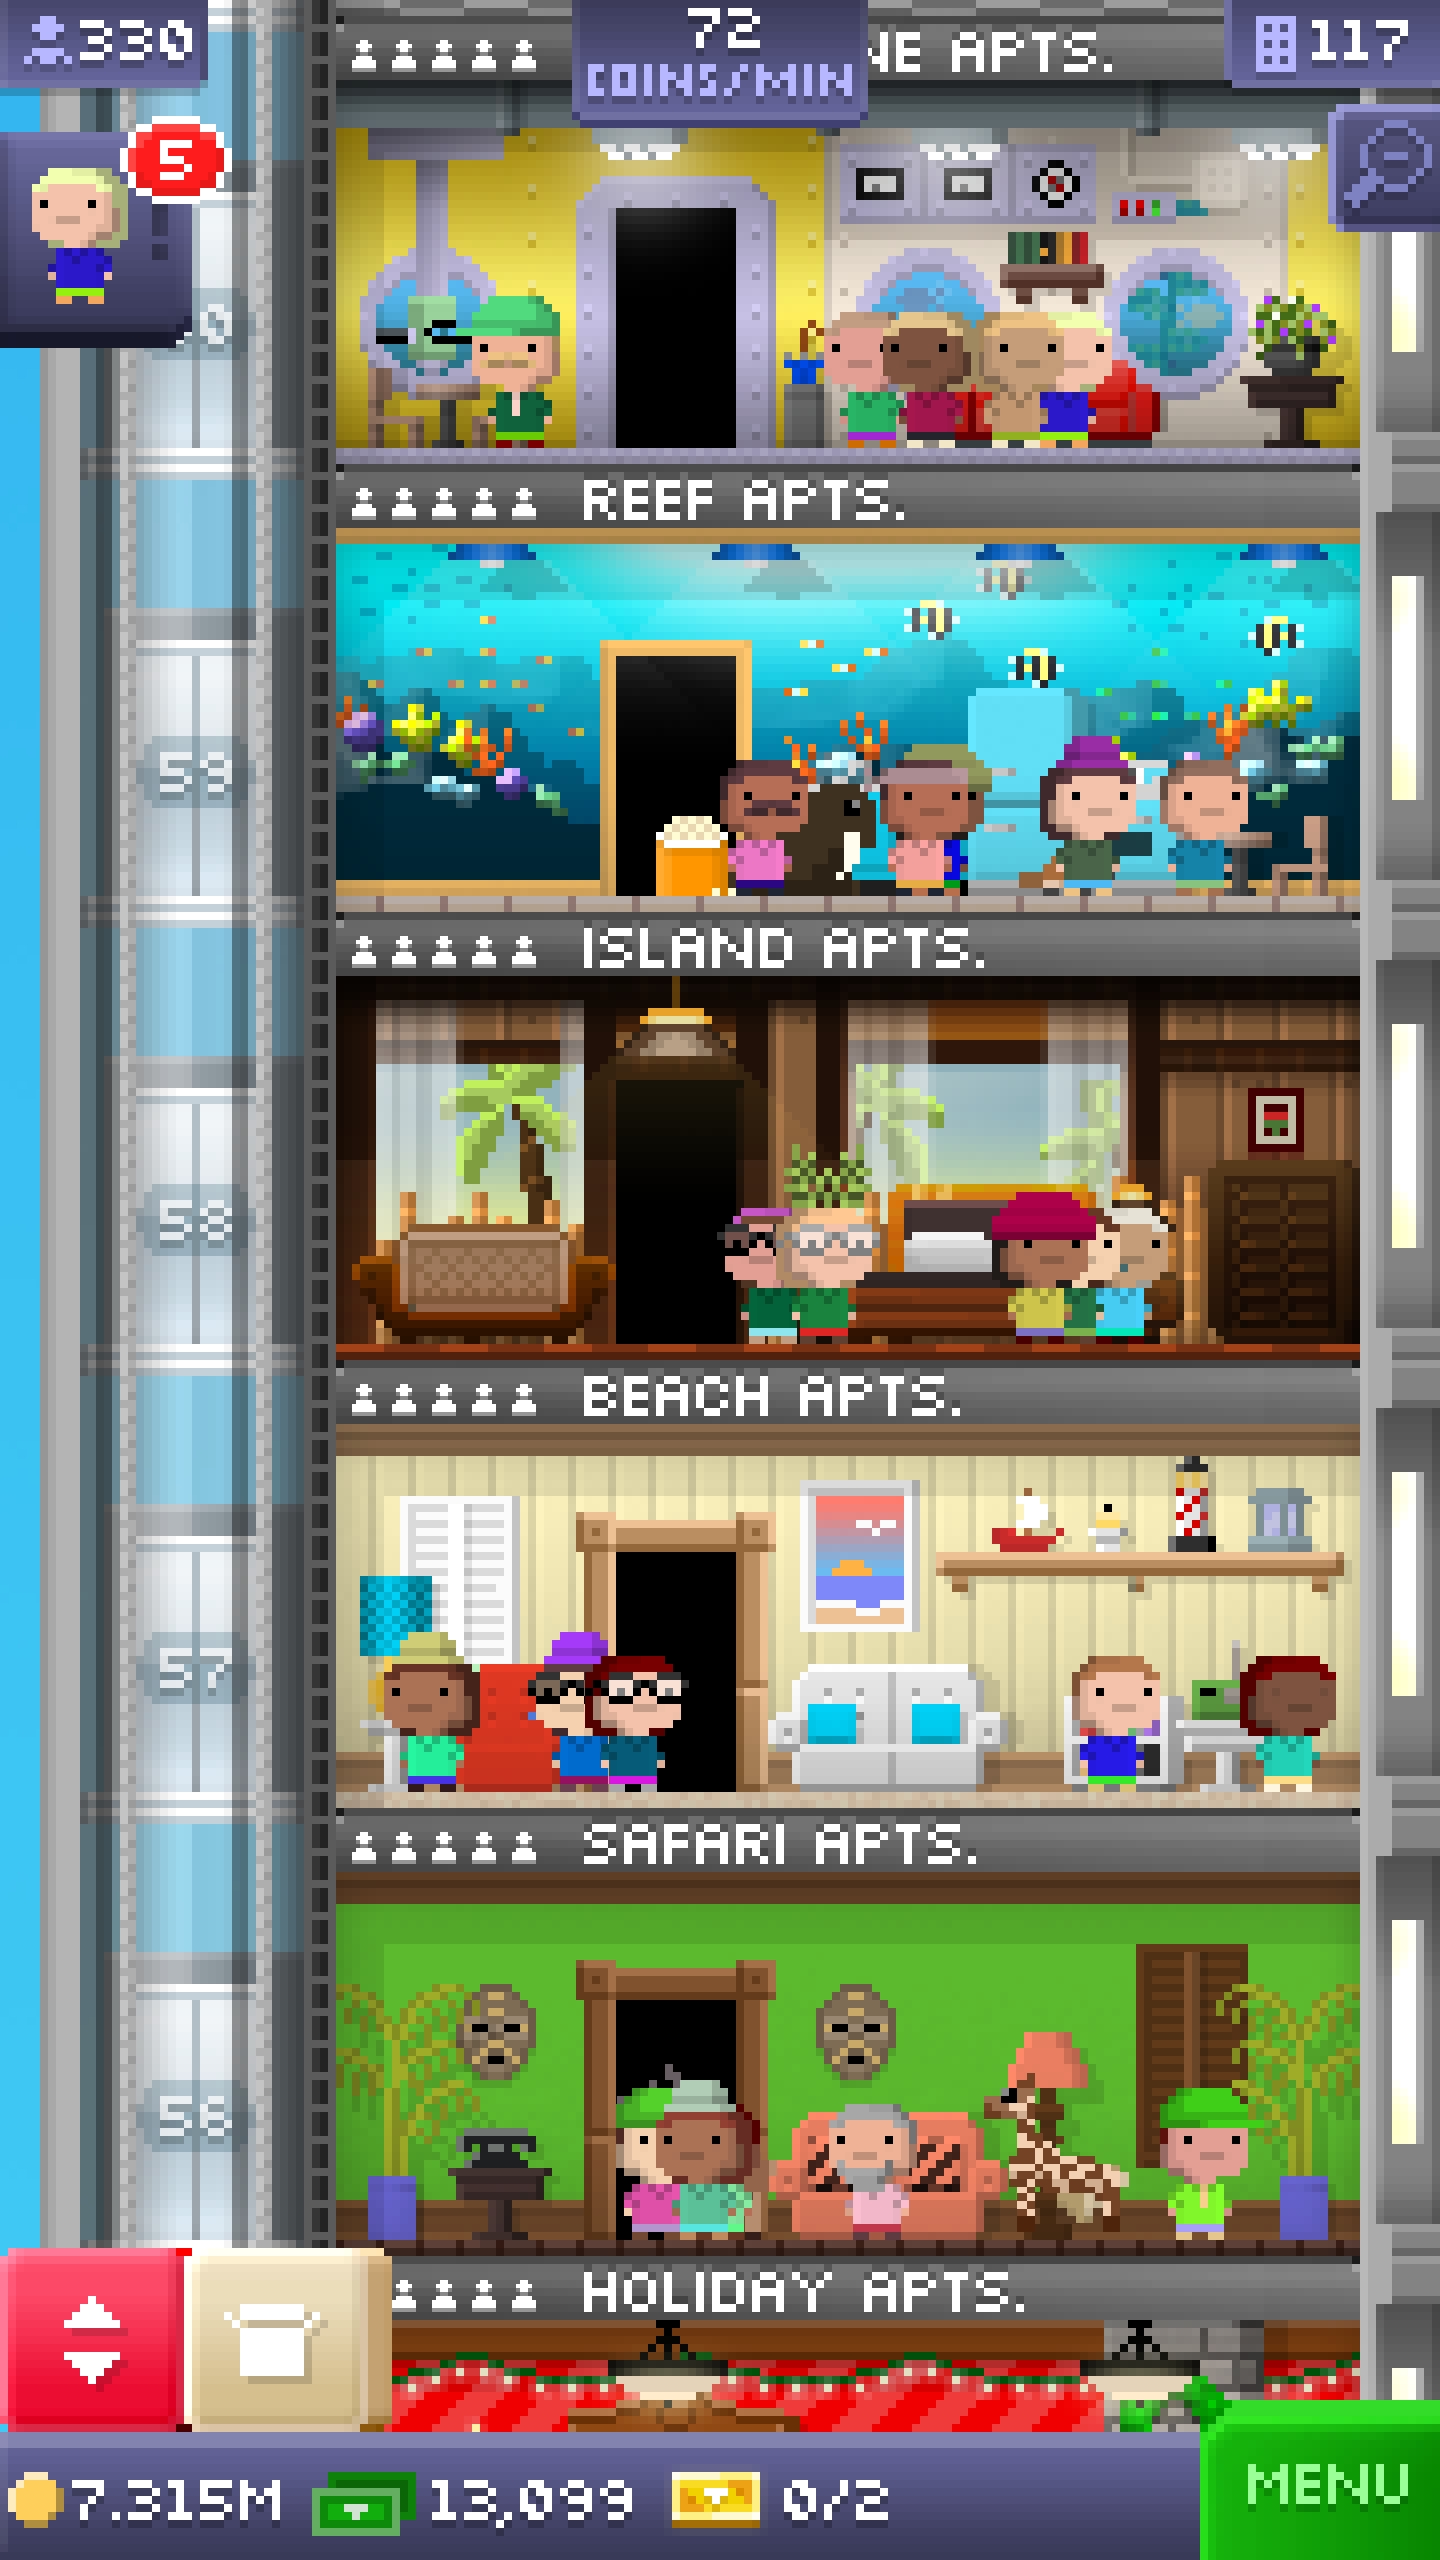 330
72
COINS/MIN
NE APTS.
117
5
REEF APTS.
59
ISLAND APTS.
58
BEACH APTS.
57
SAFARI APTS.
56
HOLIDAY APTS.
7.315M
13,099
0/2
MENU